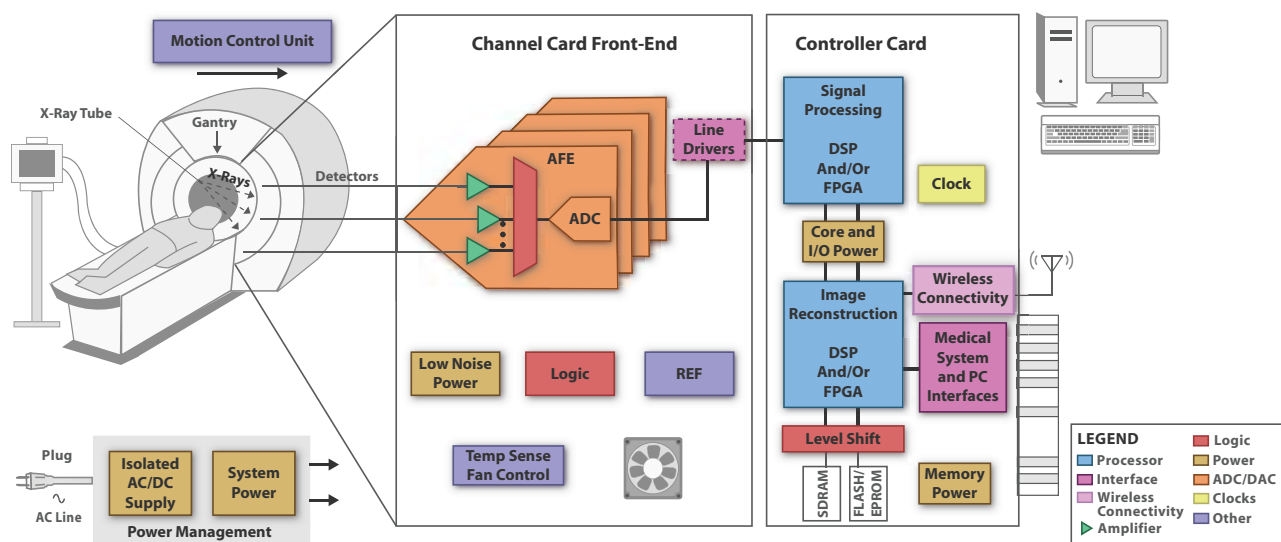 Motion Control Unit
X-Ray Tube
Gantry
X-Rays
Detectors
Channel Card Front-End
AFE
ADC
Line
Drivers
Low Noise
Power
Logic
REF
Temp Sense
Fan Control
Plug
AC Line
Isolated
AC/DC
Supply
System
Power
Power Management
Controller Card
Signal
Processing
DSP
And/Or
FPGA
Clock
Core and
I/O Power
Image
Reconstruction
DSP
And/Or
FPGA
Wireless
Connectivity
Medical
System
and PC
Interfaces
Level Shift
SDRAM
FLASH/
EPROM
Memory
Power
LEGEND
Processor
Interface
Wireless
Connectivity
Amplifier
Logic
Power
ADC/DAC
Clocks
Other